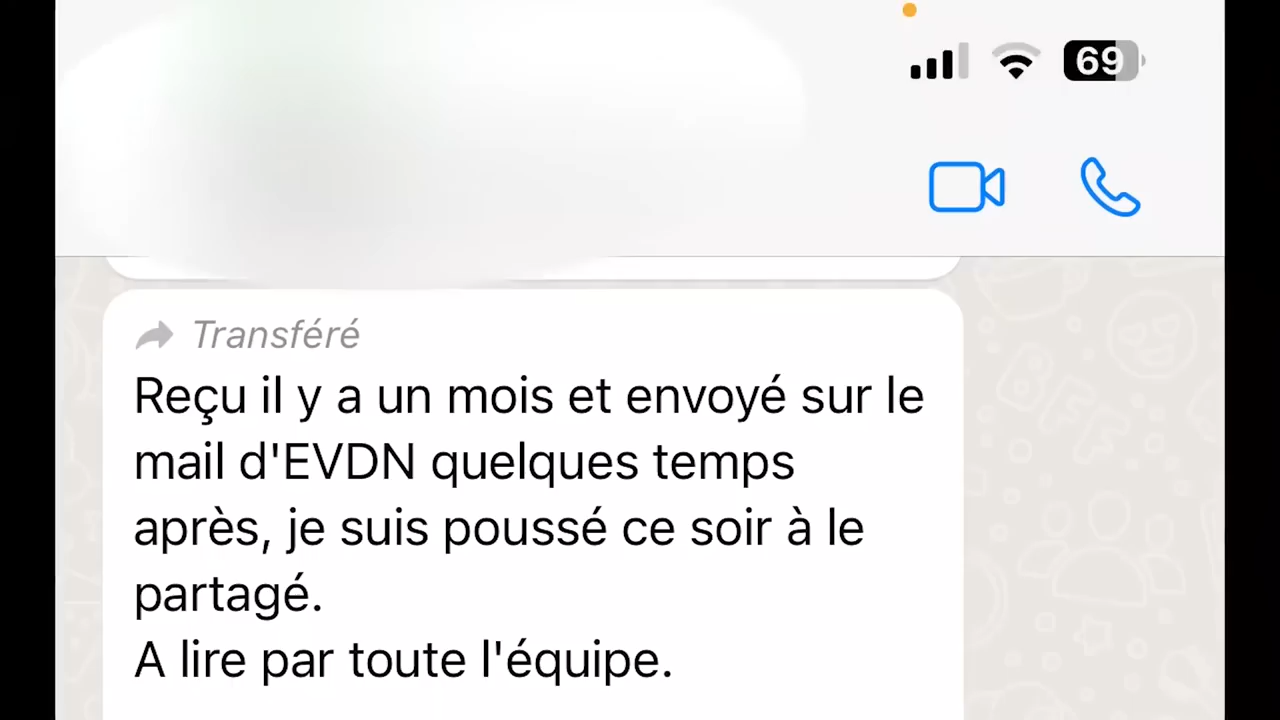 69
Transféré
Reçu il y a un mois et envoyé sur le
mail d'EVDN quelques temps
après, je suis poussé ce soir à le
partagé.
A lire par toute l'équipe.